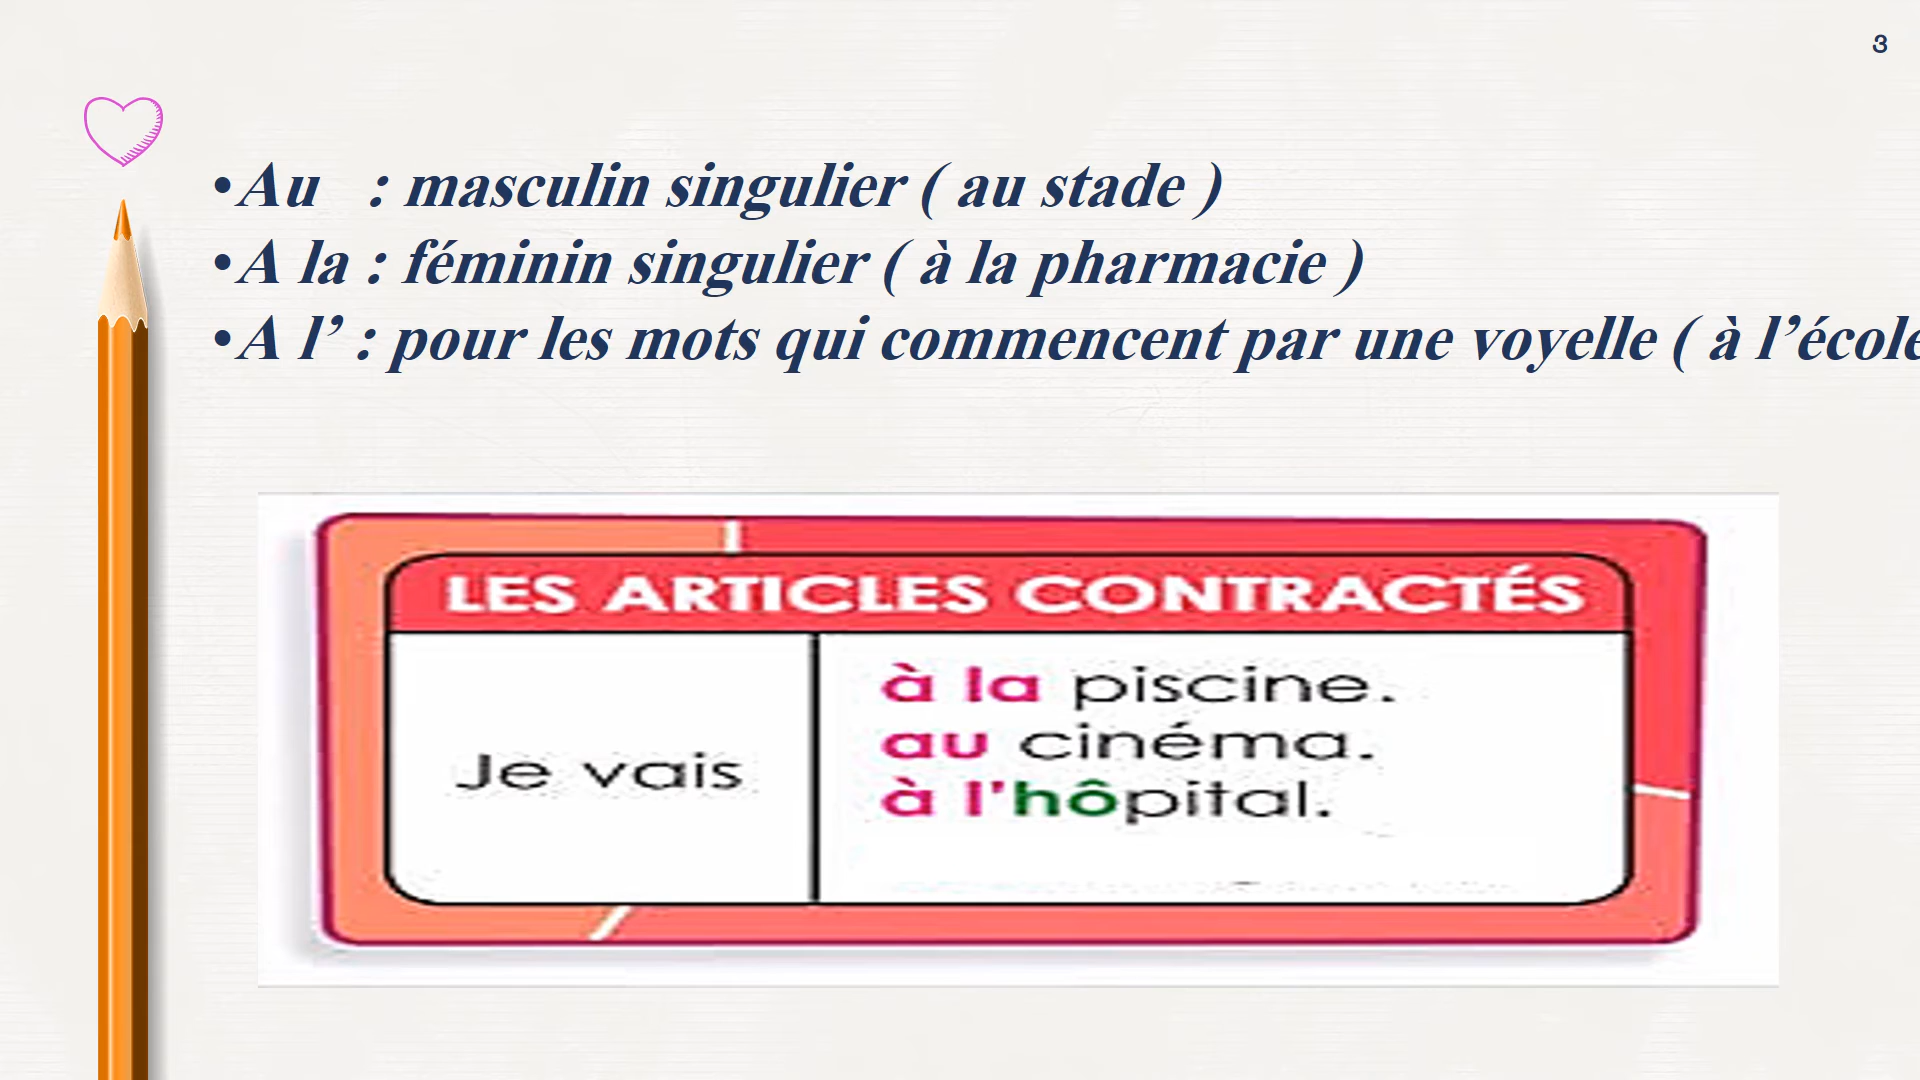 3
•Au : masculin singulier ( au stade )
•A la : féminin singulier ( à la pharmacie )
•A l’ : pour les mots qui commencent par une voyelle ( à l’école
LES ARTICLES CONTRACTÉS
Je vais
à la piscine.
au cinéma.
à l'hôpital.